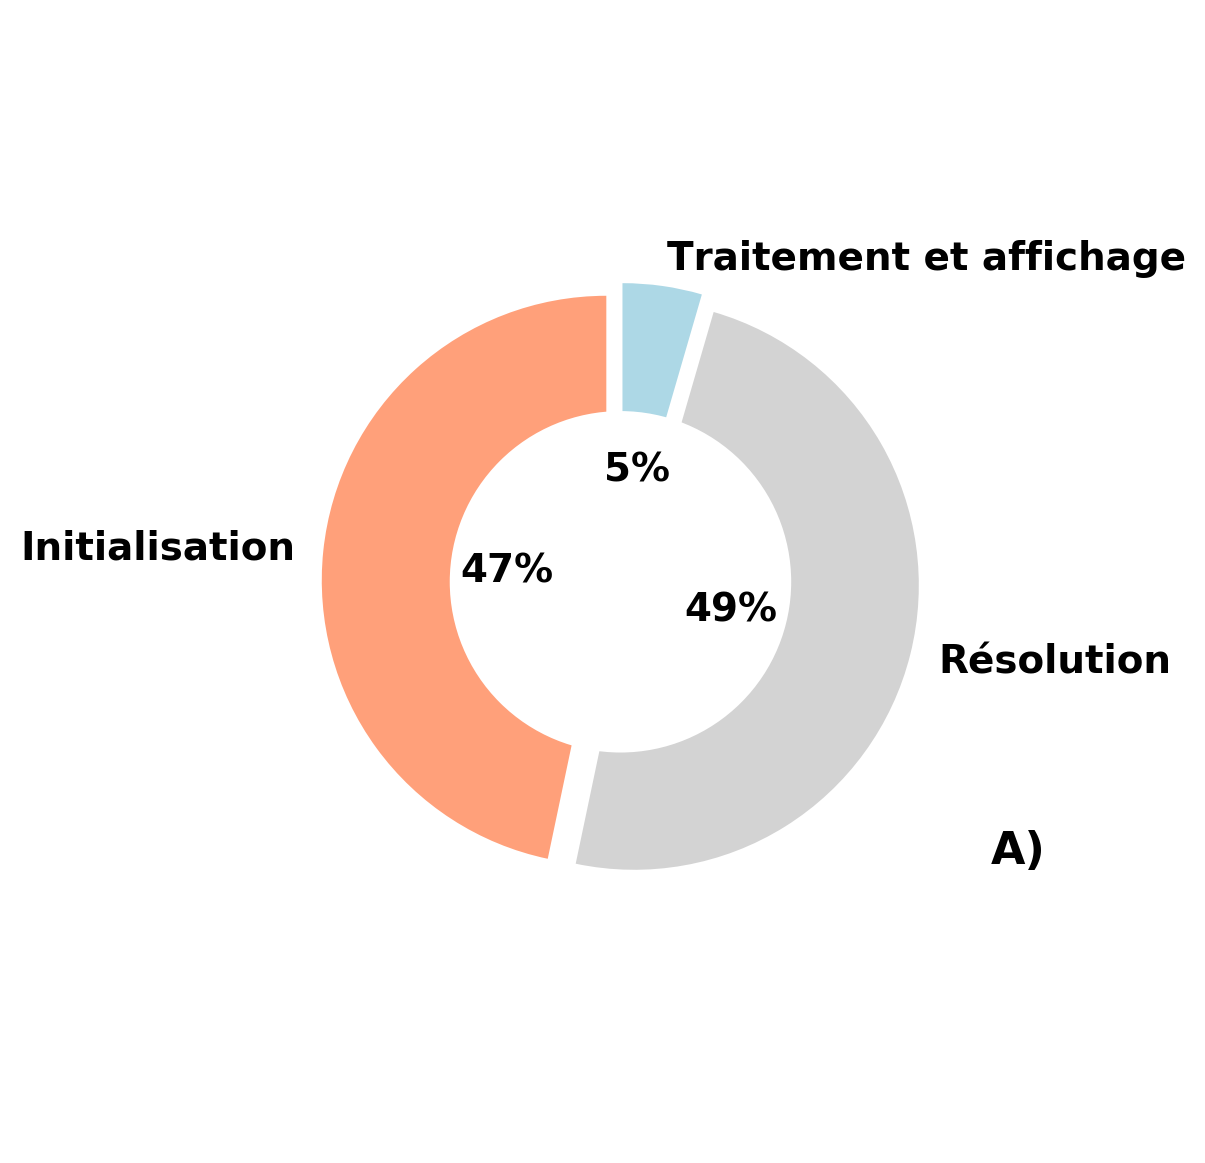 Traitement et affichage
5%
Initialisation
47%
49%
Résolution
A)